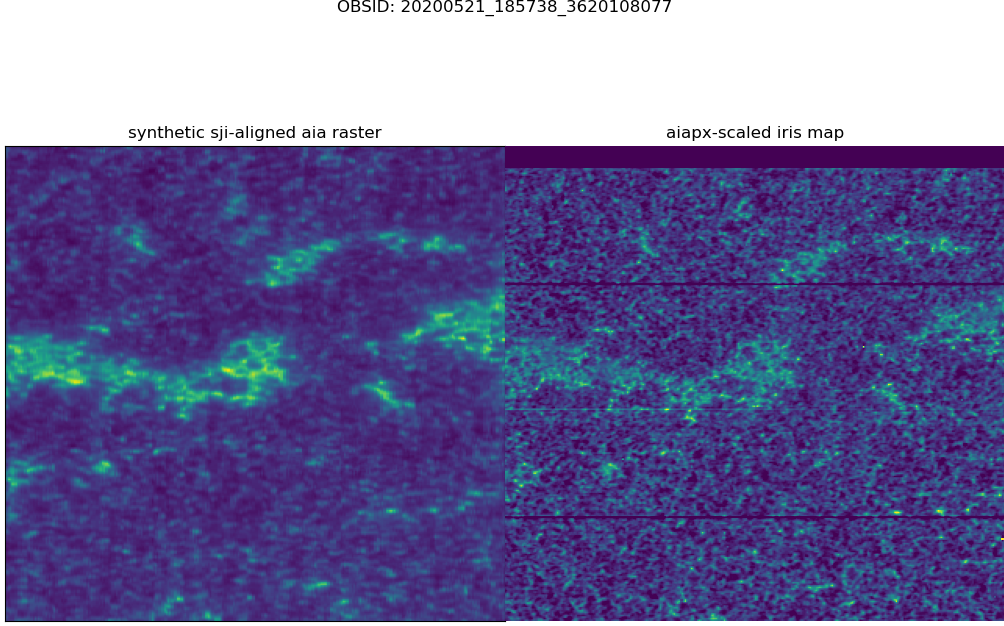 OBSID: 20200521_185738_3620108077
synthetic sji-aligned aia raster
aiapx-scaled iris map